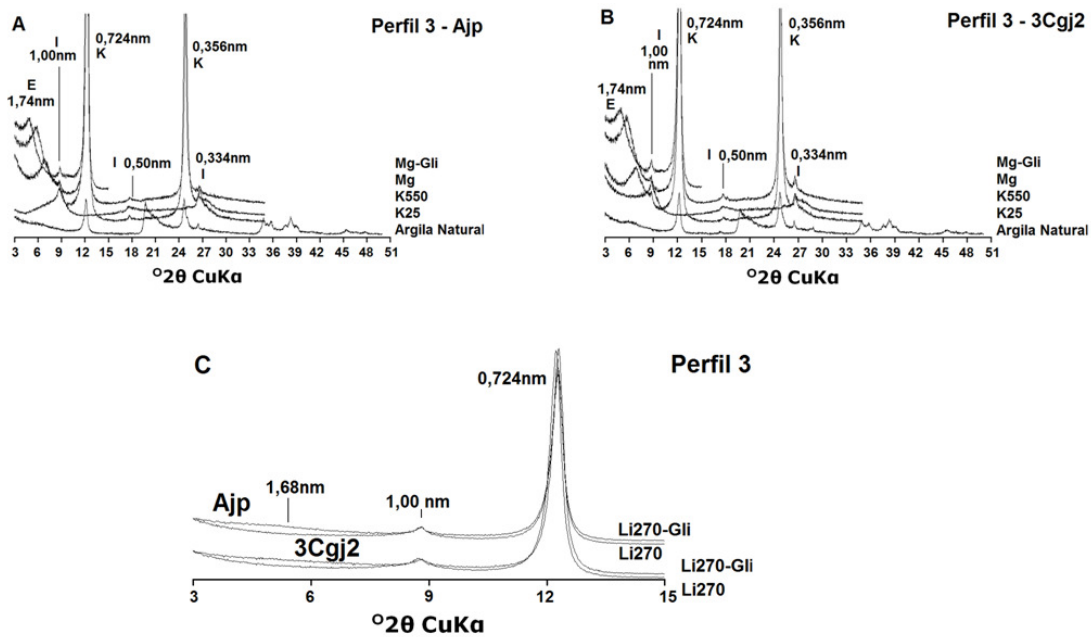 A
Perfil 3 - Ajp
I
1,00nm
0,724nm
K
0,356nm
K
E
1,74nm
I 0,50nm
0,334nm
I
Mg-Gli
Mg
K550
K25
Argila Natural
3 6 9 12 15 18 21 24 27 30 33 36 39 42 45 48 51
O2θ CuKα
B
Perfil 3 - 3Cgj2
I
1,00
nm
0,724nm
K
0,356nm
K
1,74nm
E
I 0,50nm
0,334nm
I
Mg-Gli
Mg
K550
K25
Argila Natural
3 6 9 12 15 18 21 24 27 30 33 36 39 42 45 48 51
O2θ CuKα
C
Perfil 3
0,724nm
1,68nm
1,00 nm
Ajp
Li270-Gli
Li270
3Cgj2
Li270-Gli
Li270
3 6 9 12 15
O2θ CuKα